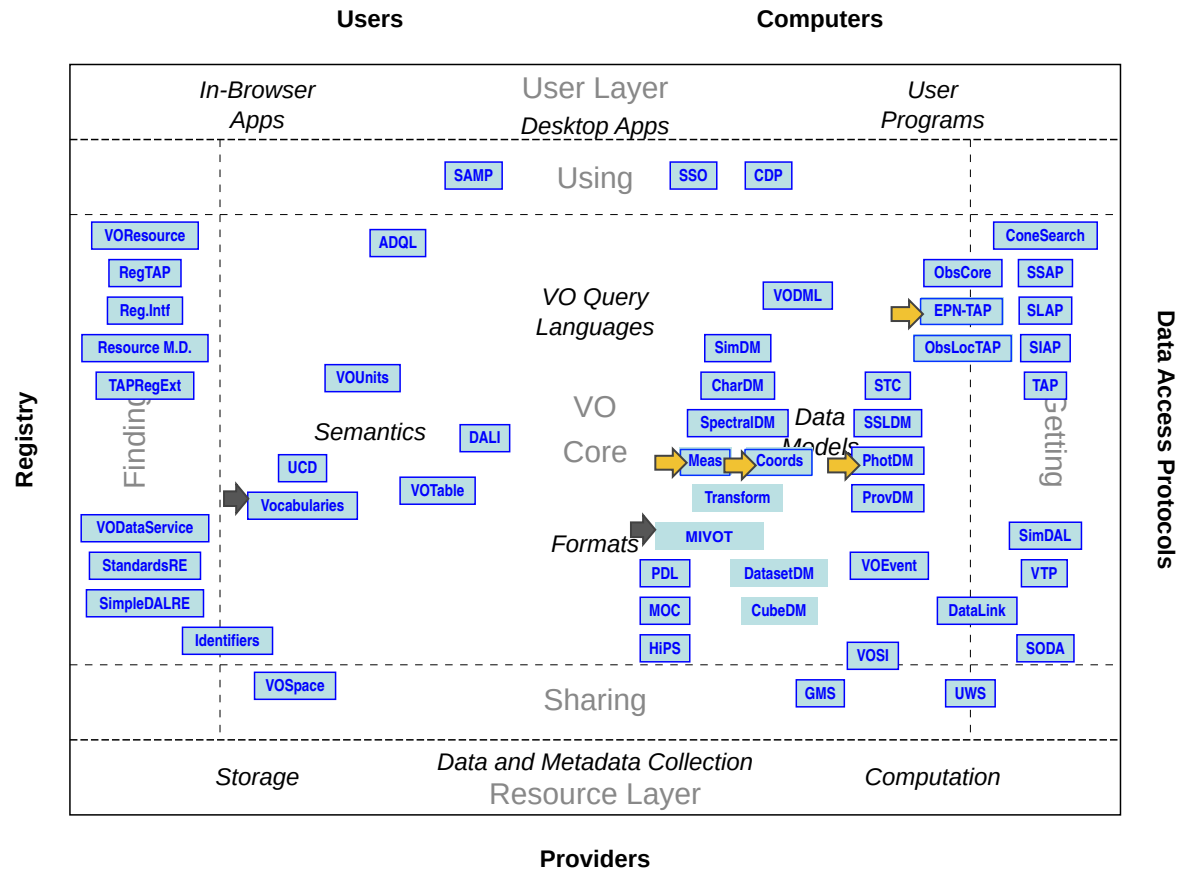 Users
Computers
In-Browser
Apps
User Layer
Desktop Apps
User
Programs
SAMP
Using
SSO
CDP
VOResource
ADQL
ConeSearch
RegTAP
ObsCore
SSAP
VO Query
Languages
VODML
Reg.Intf
EPN-TAP
SLAP
Resource M.D.
SimDM
ObsLocTAP
SIAP
TAPRegExt
VOUnits
CharDM
STC
TAP
Finding
VO
Core
Getting
Semantics
DALI
SpectralDM
Data
Models
SSLDM
UCD
Meas
Coords
PhotDM
Vocabularies
VOTable
Transform
ProvDM
VODataService
Formats
MIVOT
SimDAL
StandardsRE
PDL
DatasetDM
VOEvent
VTP
SimpleDALRE
MOC
CubeDM
DataLink
Identifiers
HiPS
VOSI
SODA
VOSpace
Sharing
GMS
UWS
Storage
Data and Metadata Collection
Resource Layer
Computation
Registry
Data Access Protocols
Providers